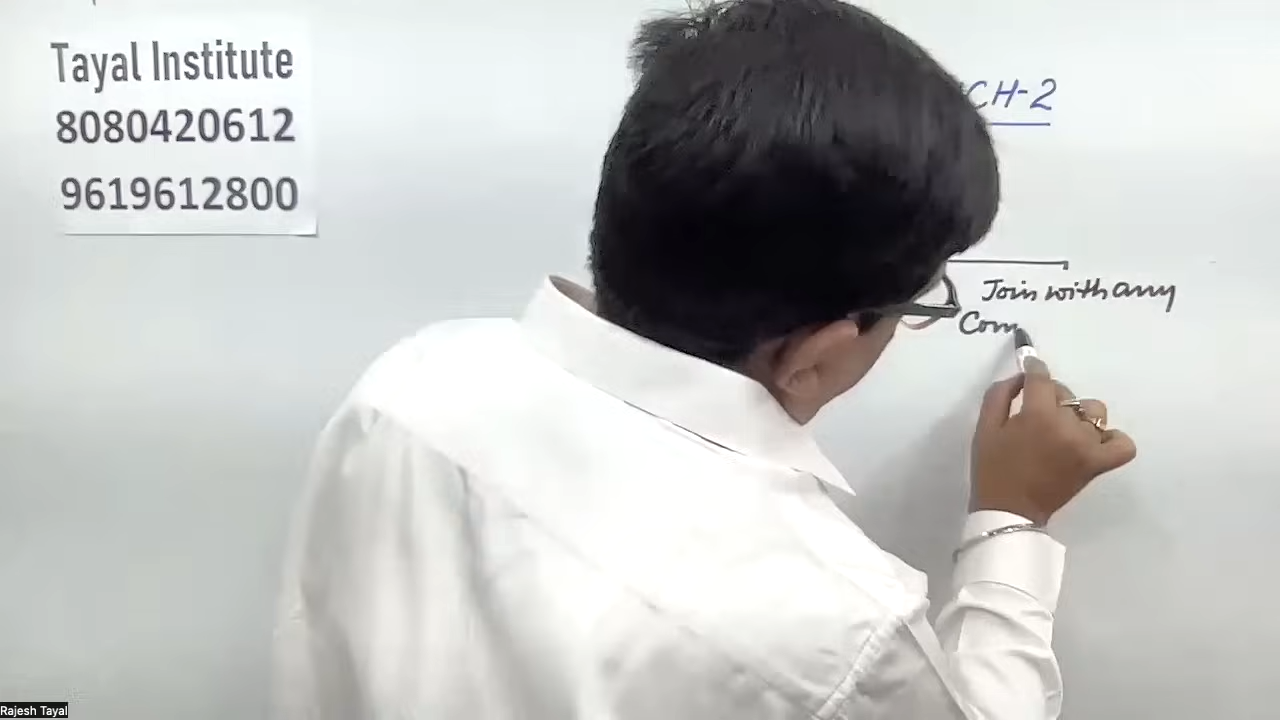 Tayal Institute
8080420612
9619612800
CH-2
Join with any
Com
Rajesh Tayal